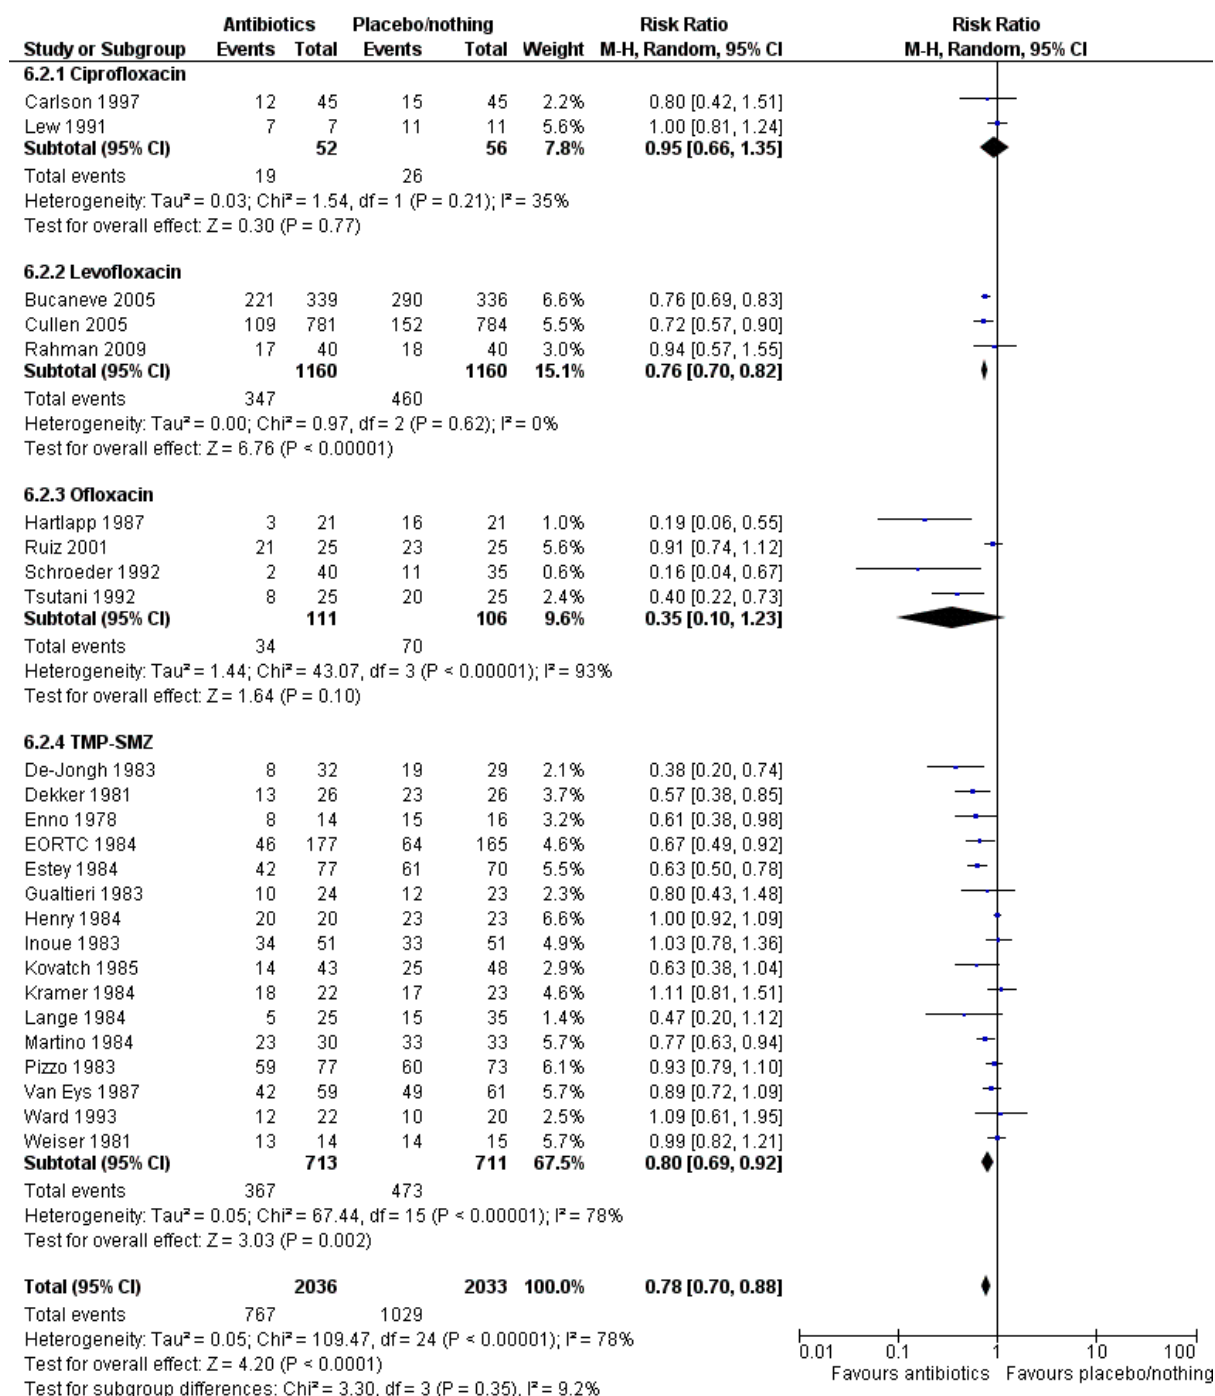 Antibiotics Placebo/nothing Risk Ratio Risk Ratio
Study or Subgroup Events Total Events Total Weight M-H, Random, 95% CI M-H, Random, 95% CI
6.2.1 Ciprofloxacin
Carlson 1997 12 45 15 45 2.2% 0.80 [0.42, 1.51]
Lew 1991 7 7 11 11 5.6% 1.00 [0.81, 1.24]
Subtotal (95% CI) 52 56 7.8% 0.95 [0.66, 1.35]
Total events 19 26
Heterogeneity: Tau² = 0.03; Chi² = 1.54, df = 1 (P = 0.21); I² = 35%
Test for overall effect: Z = 0.30 (P = 0.77)
6.2.2 Levofloxacin
Bucaneve 2005 221 339 290 336 6.6% 0.76 [0.69, 0.83]
Cullen 2005 109 781 152 784 5.5% 0.72 [0.57, 0.90]
Rahman 2009 17 40 18 40 3.0% 0.94 [0.57, 1.55]
Subtotal (95% CI) 1160 1160 15.1% 0.76 [0.70, 0.82]
Total events 347 460
Heterogeneity: Tau² = 0.00; Chi² = 0.97, df = 2 (P = 0.62); I² = 0%
Test for overall effect: Z = 6.76 (P < 0.00001)
6.2.3 Ofloxacin
Hartlapp 1987 3 21 16 21 1.0% 0.19 [0.06, 0.55]
Ruiz 2001 21 25 23 25 5.6% 0.91 [0.74, 1.12]
Schroeder 1992 2 40 11 35 0.6% 0.16 [0.04, 0.67]
Tsutani 1992 8 25 20 25 2.4% 0.40 [0.22, 0.73]
Subtotal (95% CI) 111 106 9.6% 0.35 [0.10, 1.23]
Total events 34 70
Heterogeneity: Tau² = 1.44; Chi² = 43.07, df = 3 (P < 0.00001); I² = 93%
Test for overall effect: Z = 1.64 (P = 0.10)
6.2.4 TMP-SMZ
De-Jongh 1983 8 32 19 29 2.1% 0.38 [0.20, 0.74]
Dekker 1981 13 26 23 26 3.7% 0.57 [0.38, 0.85]
Enno 1978 8 14 15 16 3.2% 0.61 [0.38, 0.98]
EORTC 1984 46 177 64 165 4.6% 0.67 [0.49, 0.92]
Estey 1984 42 77 61 70 5.5% 0.63 [0.50, 0.78]
Gualtieri 1983 10 24 12 23 2.3% 0.80 [0.43, 1.48]
Henry 1984 20 20 23 23 6.6% 1.00 [0.92, 1.09]
Inoue 1983 34 51 33 51 4.9% 1.03 [0.78, 1.36]
Kovatch 1985 14 43 25 48 2.9% 0.63 [0.38, 1.04]
Kramer 1984 18 22 17 23 4.6% 1.11 [0.81, 1.51]
Lange 1984 5 25 15 35 1.4% 0.47 [0.20, 1.12]
Martino 1984 23 30 33 33 5.7% 0.77 [0.63, 0.94]
Pizzo 1983 59 77 60 73 6.1% 0.93 [0.79, 1.10]
Van Eys 1987 42 59 49 61 5.7% 0.89 [0.72, 1.09]
Ward 1993 12 22 10 20 2.5% 1.09 [0.61, 1.95]
Weiser 1981 13 14 14 15 5.7% 0.99 [0.82, 1.21]
Subtotal (95% CI) 713 711 67.5% 0.80 [0.69, 0.92]
Total events 367 473
Heterogeneity: Tau² = 0.05; Chi² = 67.44, df = 15 (P < 0.00001); I² = 78%
Test for overall effect: Z = 3.03 (P = 0.002)
Total (95% CI) 2036 2033 100.0% 0.78 [0.70, 0.88]
Total events 767 1029
Heterogeneity: Tau² = 0.05; Chi² = 109.47, df = 24 (P < 0.00001); I² = 78%
Test for overall effect: Z = 4.20 (P < 0.0001)
Test for subgroup differences: Chi² = 3.30, df = 3 (P = 0.35), I² = 9.2%
0.01 0.1 1 10 100
Favours antibiotics Favours placebo/nothing